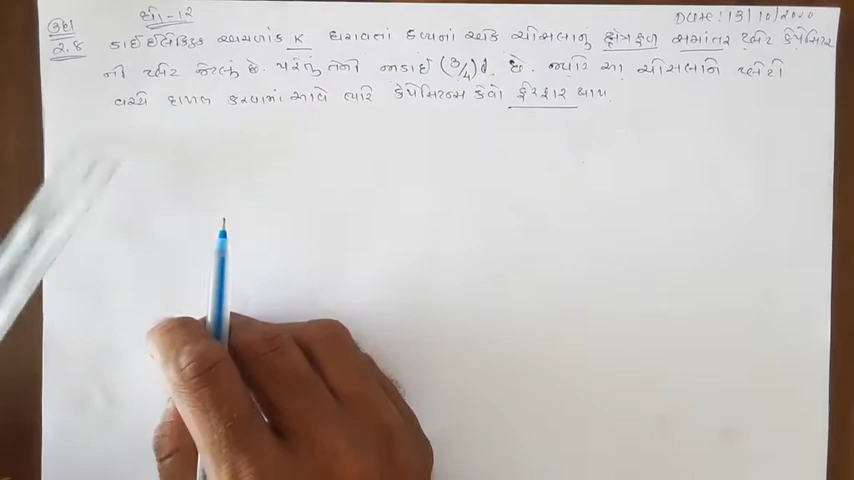 ધો-12 Date: 13/10/2020
ઉદા 2.8 ડાઈઈલેક્ટ્રિક અચળાંક K ધરાવતાં દ્રવ્યનાં એક ચોસલાનું ક્ષેત્રફળ સમાંતર પ્લેટ કેપેસિટર
ની પ્લેટ જેટલું છે. પરંતુ તેની જાડાઈ (3/4)d છે. જ્યારે આ ચોસલાને પ્લેટો
વચ્ચે દાખલ કરવામાં આવે ત્યારે કેપેસિટન્સ કેવો ફેરફાર થાય.